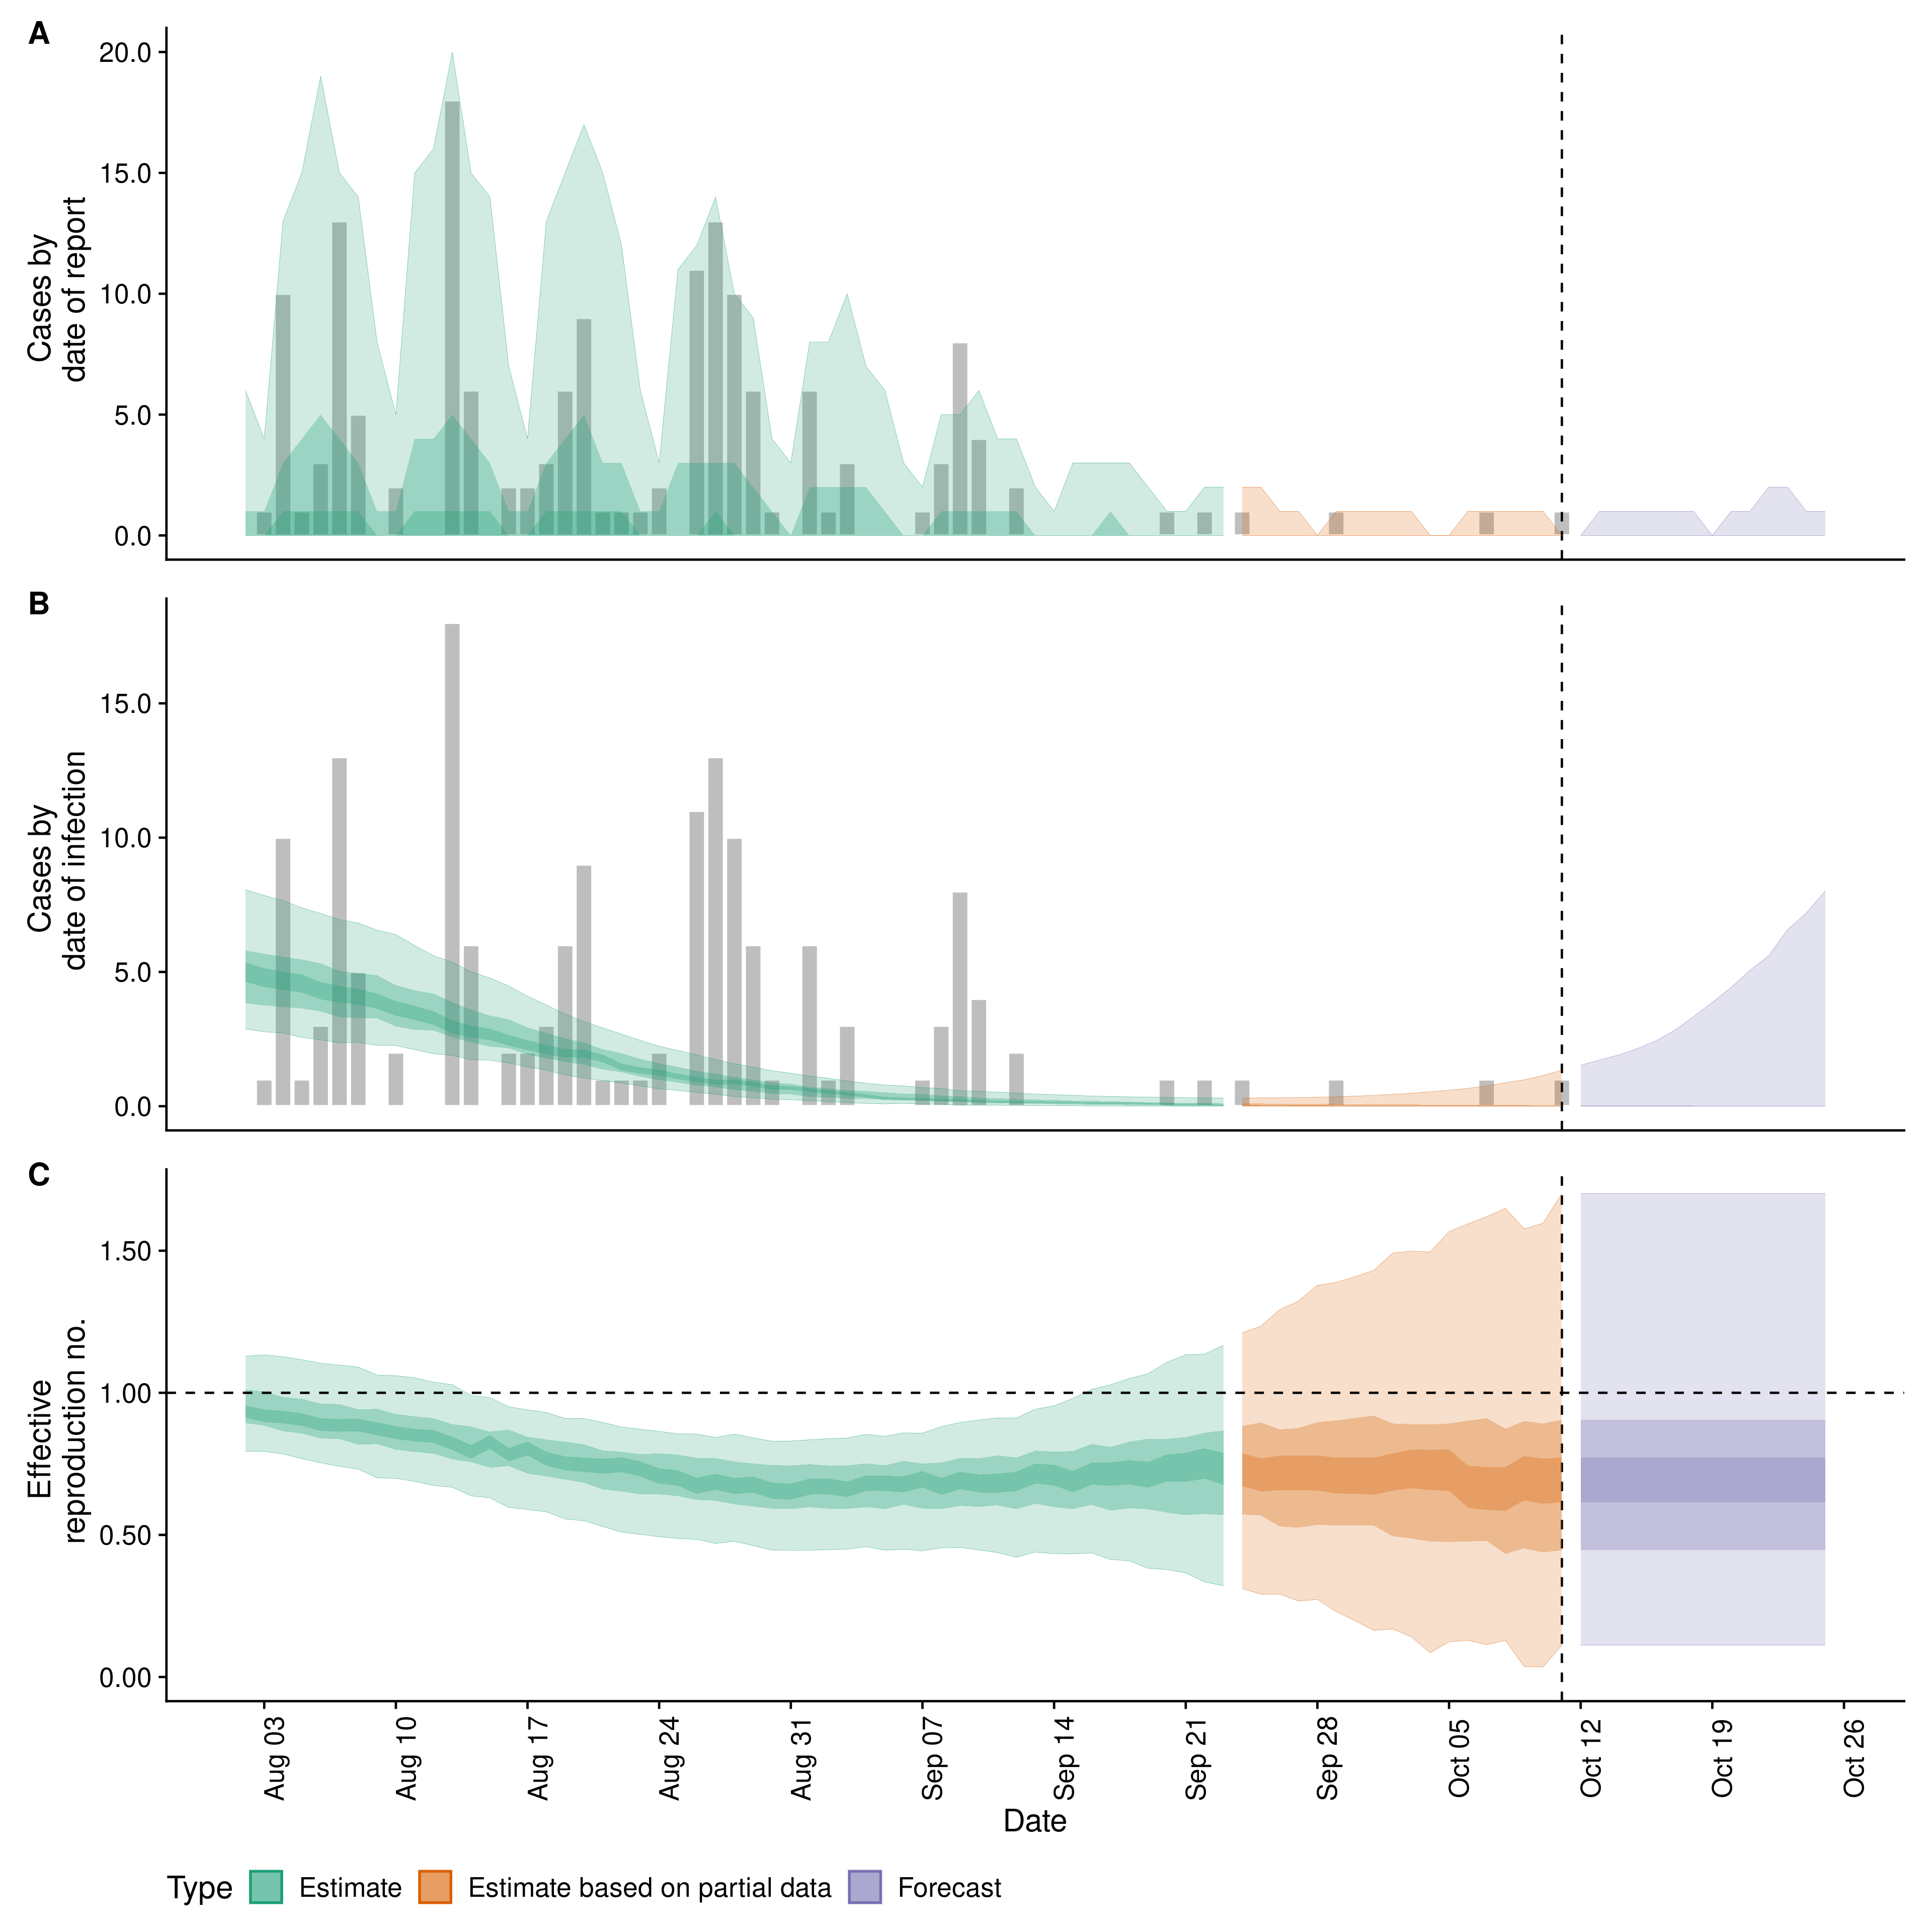 A
Cases by
date of report
20.0
15.0
10.0
5.0
0.0
B
Cases by
date of infection
15.0
10.0
5.0
0.0
C
Effective
reproduction no.
1.50
1.00
0.50
0.00
Aug 03
Aug 10
Aug 17
Aug 24
Aug 31
Sep 07
Sep 14
Sep 21
Sep 28
Oct 05
Oct 12
Oct 19
Oct 26
Date
Type Estimate Estimate based on partial data Forecast